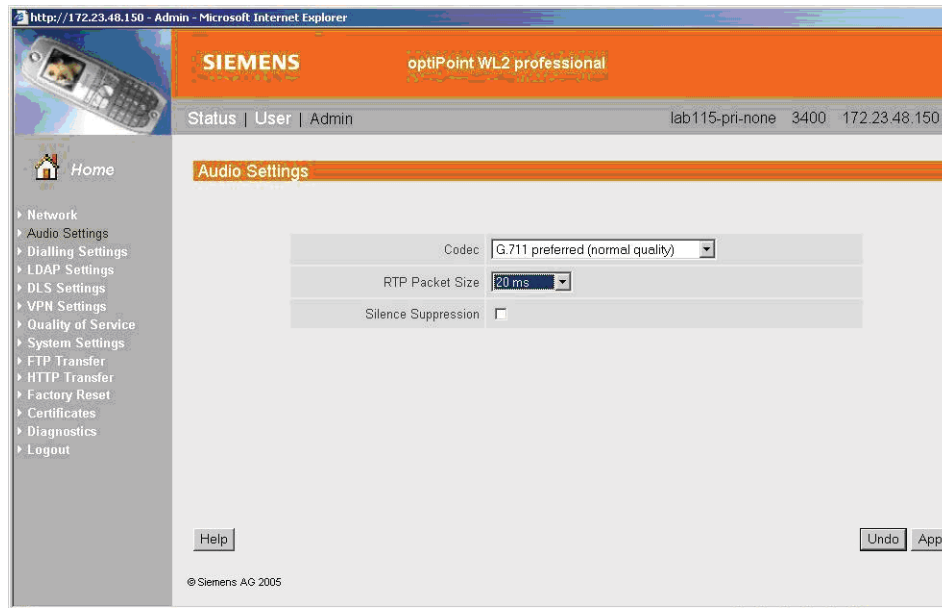 http://172.23.48.150 - Admin - Microsoft Internet Explorer
SIEMENS optiPoint WL2 professional
Status | User | Admin lab115-pri-none 3400 172.23.48.150
Home
Audio Settings
Network
Audio Settings
Dialling Settings
LDAP Settings
DLS Settings
VPN Settings
Quality of Service
System Settings
FTP Transfer
HTTP Transfer
Factory Reset
Certificates
Diagnostics
Logout
Codec G.711 preferred (normal quality)
RTP Packet Size 20 ms
Silence Suppression
Help Undo App
© Siemens AG 2005